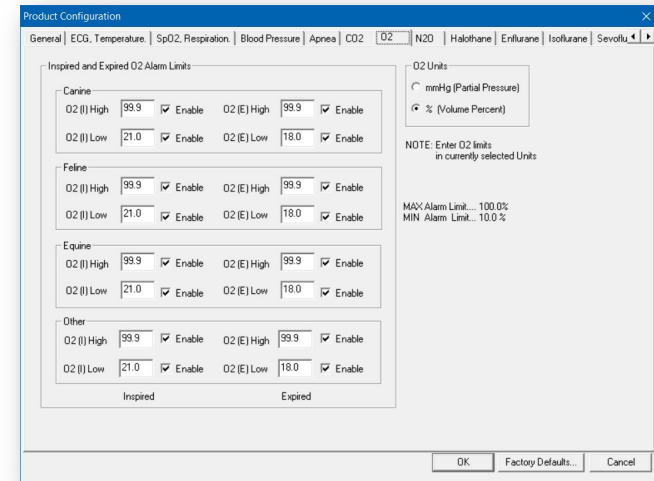 Product Configuration
General ECG, Temperature. SpO2, Respiration. Blood Pressure Apnea CO2 O2 N2O Halothane Enflurane Isoflurane Sevoflu
Inspired and Expired O2 Alarm Limits
Canine
O2 (I) High 99.9 Enable O2 (E) High 99.9 Enable
O2 (I) Low 21.0 Enable O2 (E) Low 18.0 Enable
Feline
O2 (I) High 99.9 Enable O2 (E) High 99.9 Enable
O2 (I) Low 21.0 Enable O2 (E) Low 18.0 Enable
Equine
O2 (I) High 99.9 Enable O2 (E) High 99.9 Enable
O2 (I) Low 21.0 Enable O2 (E) Low 18.0 Enable
Other
O2 (I) High 99.9 Enable O2 (E) High 99.9 Enable
O2 (I) Low 21.0 Enable O2 (E) Low 18.0 Enable
Inspired Expired
O2 Units
mmHg (Partial Pressure)
% (Volume Percent)
NOTE: Enter O2 limits
in currently selected Units
MAX Alarm Limit.... 100.0%
MIN Alarm Limit... 10.0 %
OK Factory Defaults... Cancel